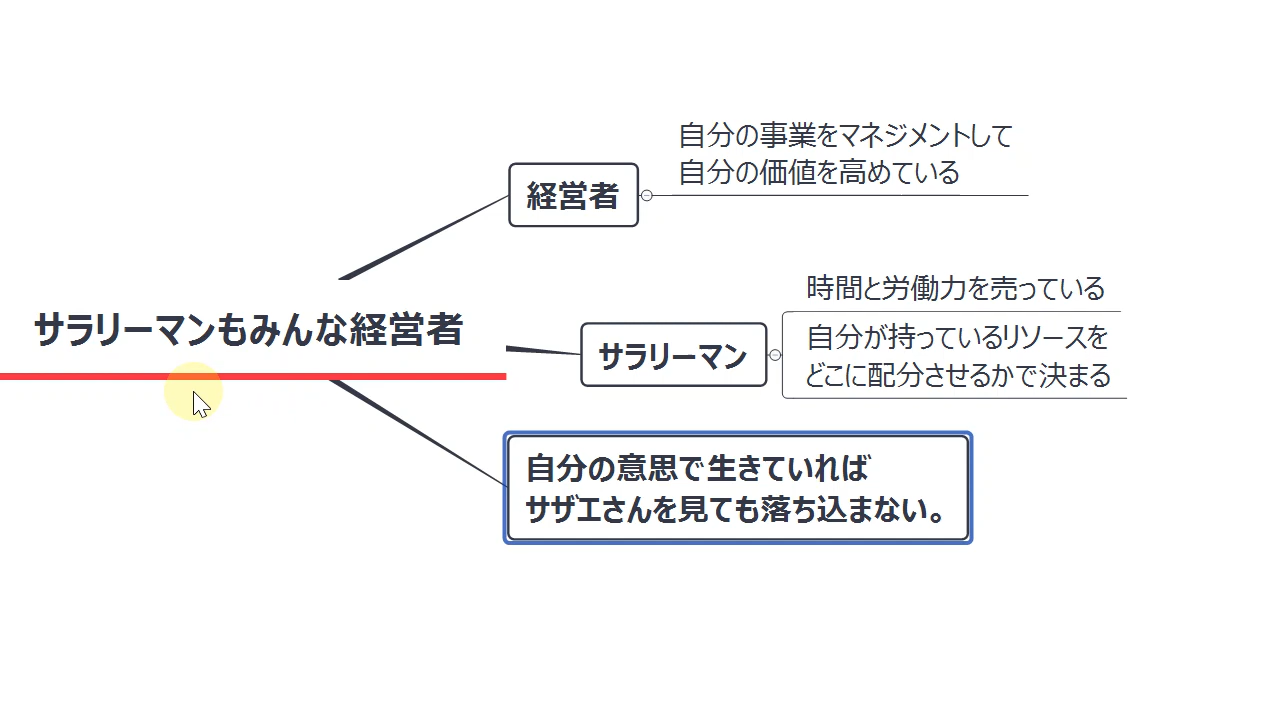 サラリーマンもみんな経営者
経営者
自分の事業をマネジメントして
自分の価値を高めている
サラリーマン
時間と労働力を売っている
自分が持っているリソースを
どこに配分させるかで決まる
自分の意思で生きていれば
サザエさんを見ても落ち込まない。